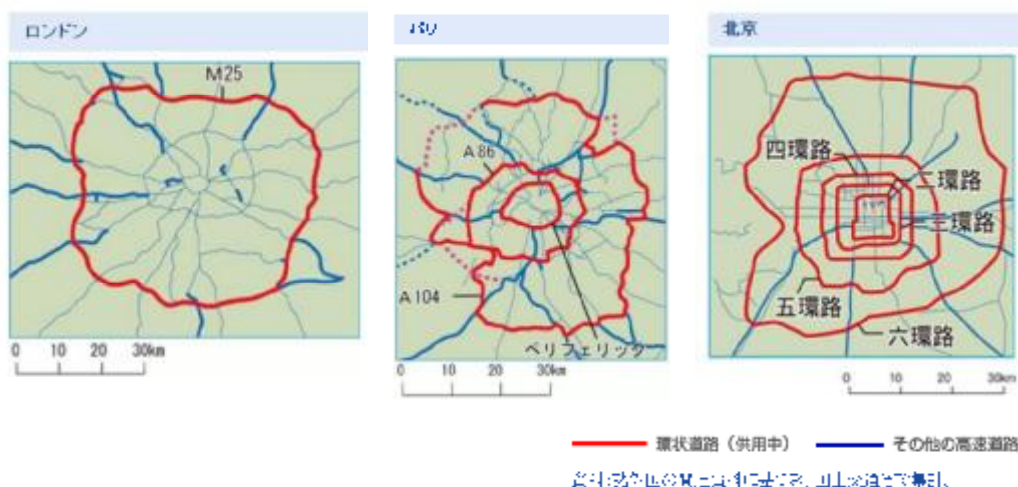 ロンドン
パリ
北京
M25
A86
A104
ペリフェリック
四環路
二環路
三環路
五環路
六環路
0 10 20 30km
0 10 20 30km
0 10 20 30km
環状道路（供用中） その他の高速道路